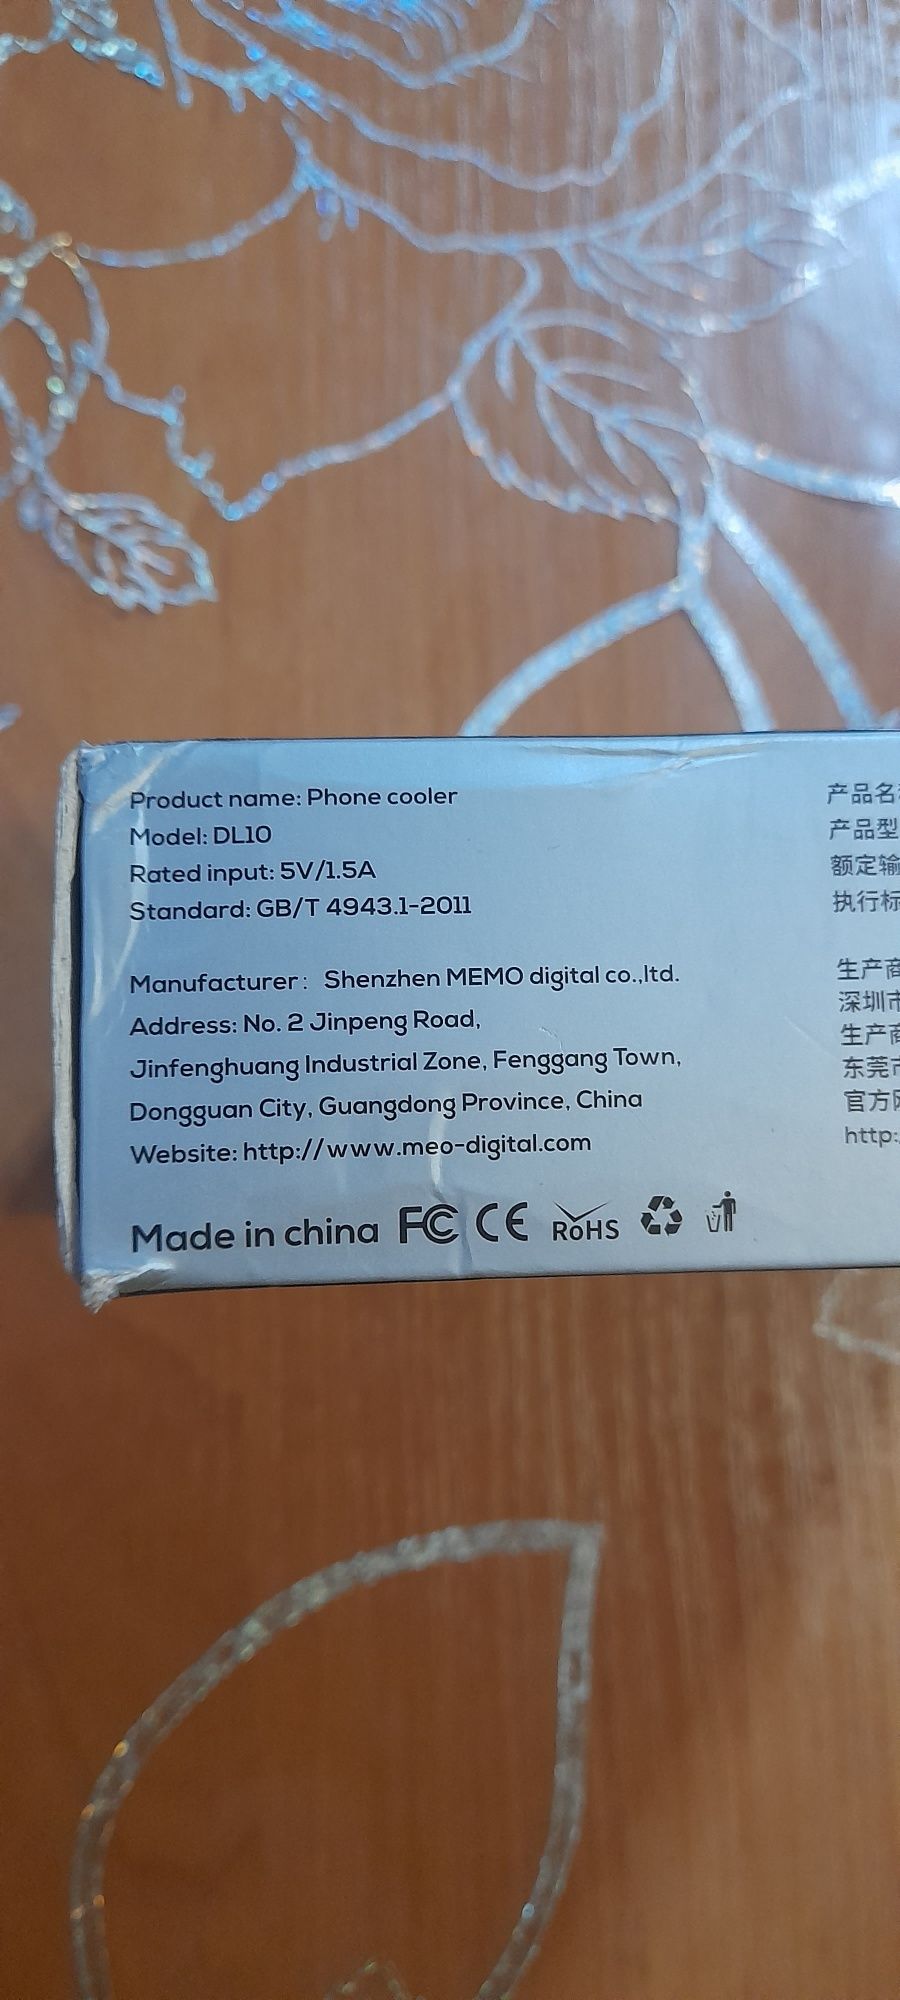 Product name: Phone cooler
Model: DL10
Rated input: 5V/1.5A
Standard: GB/T 4943.1-2011
Manufacturer: Shenzhen MEMO digital co.,ltd.
Address: No. 2 Jinpeng Road,
Jinfenghuang Industrial Zone, Fenggang Town,
Dongguan City, Guangdong Province, China
Website: http://www.meo-digital.com
Made in china FC CE RoHS
产品名
产品型
额定输
执行标
生产商
深圳市
生产商
东莞市
官方网
http: